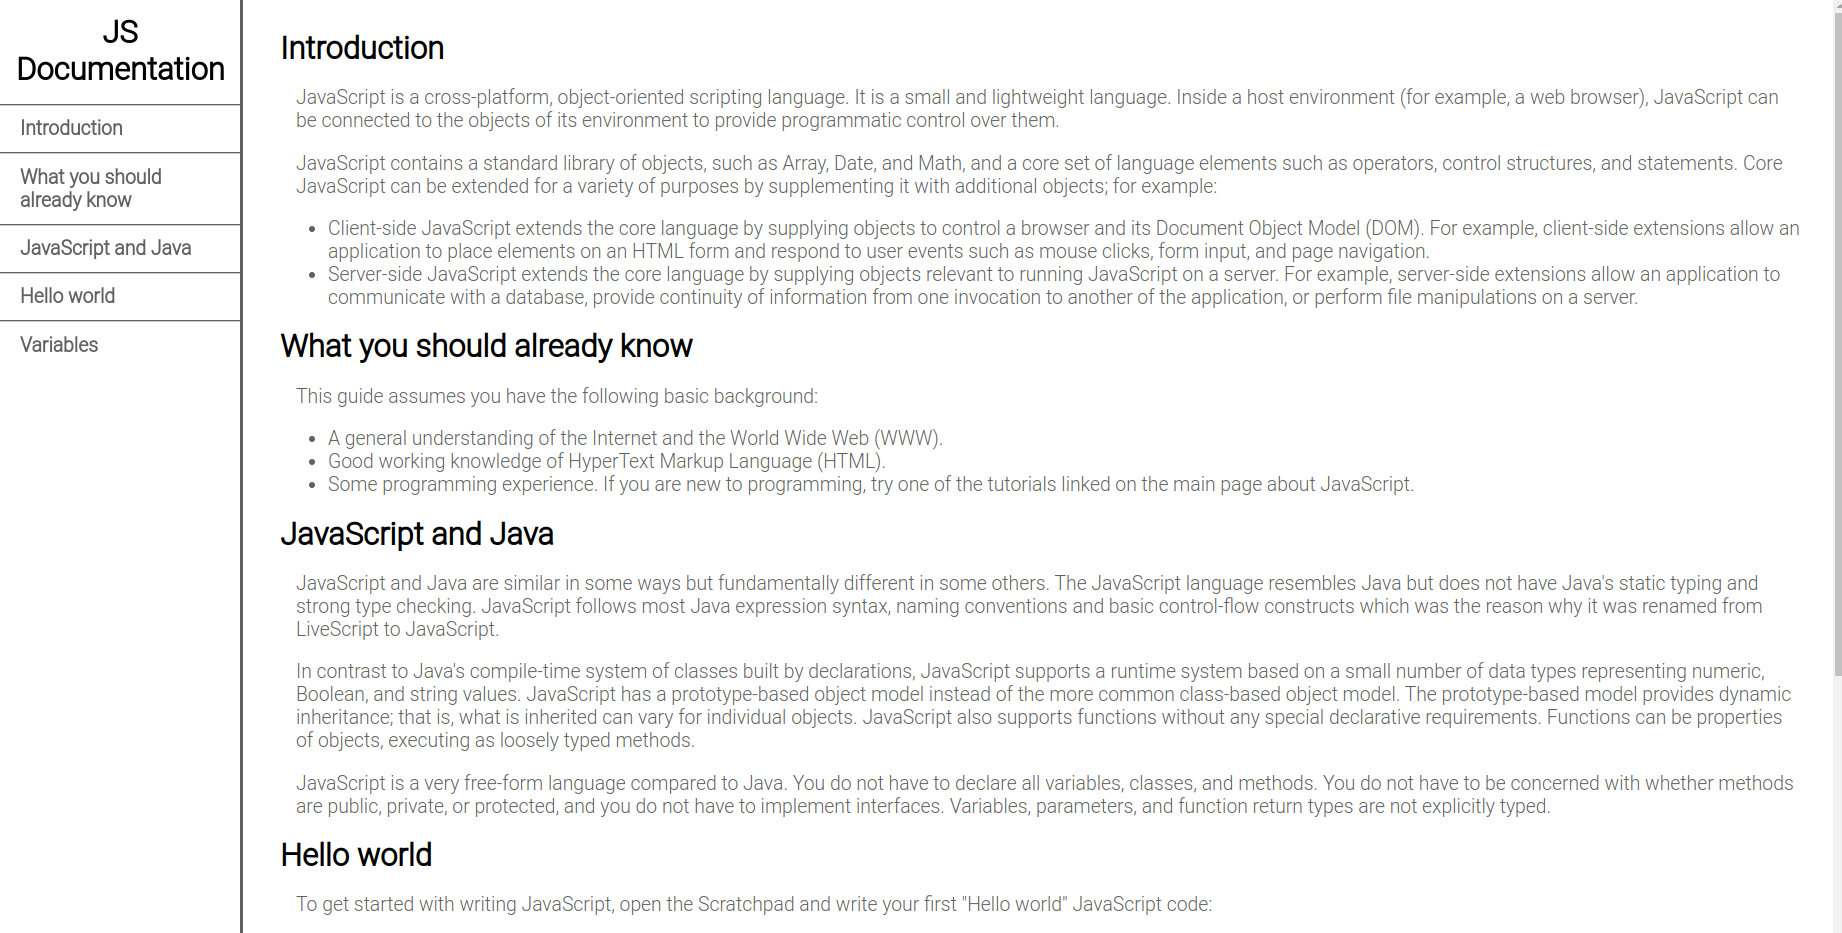 JS
Documentation
Introduction
What you should
already know
JavaScript and Java
Hello world
Variables
Introduction
JavaScript is a cross-platform, object-oriented scripting language. It is a small and lightweight language. Inside a host environment (for example, a web browser), JavaScript can
be connected to the objects of its environment to provide programmatic control over them.
JavaScript contains a standard library of objects, such as Array, Date, and Math, and a core set of language elements such as operators, control structures, and statements. Core
JavaScript can be extended for a variety of purposes by supplementing it with additional objects; for example:
• Client-side JavaScript extends the core language by supplying objects to control a browser and its Document Object Model (DOM). For example, client-side extensions allow an
application to place elements on an HTML form and respond to user events such as mouse clicks, form input, and page navigation.
• Server-side JavaScript extends the core language by supplying objects relevant to running JavaScript on a server. For example, server-side extensions allow an application to
communicate with a database, provide continuity of information from one invocation to another of the application, or perform file manipulations on a server.
What you should already know
This guide assumes you have the following basic background:
• A general understanding of the Internet and the World Wide Web (WWW).
• Good working knowledge of HyperText Markup Language (HTML).
• Some programming experience. If you are new to programming, try one of the tutorials linked on the main page about JavaScript.
JavaScript and Java
JavaScript and Java are similar in some ways but fundamentally different in some others. The JavaScript language resembles Java but does not have Java's static typing and
strong type checking. JavaScript follows most Java expression syntax, naming conventions and basic control-flow constructs which was the reason why it was renamed from
LiveScript to JavaScript.
In contrast to Java's compile-time system of classes built by declarations, JavaScript supports a runtime system based on a small number of data types representing numeric,
Boolean, and string values. JavaScript has a prototype-based object model instead of the more common class-based object model. The prototype-based model provides dynamic
inheritance; that is, what is inherited can vary for individual objects. JavaScript also supports functions without any special declarative requirements. Functions can be properties
of objects, executing as loosely typed methods.
JavaScript is a very free-form language compared to Java. You do not have to declare all variables, classes, and methods. You do not have to be concerned with whether methods
are public, private, or protected, and you do not have to implement interfaces. Variables, parameters, and function return types are not explicitly typed.
Hello world
To get started with writing JavaScript, open the Scratchpad and write your first "Hello world" JavaScript code: